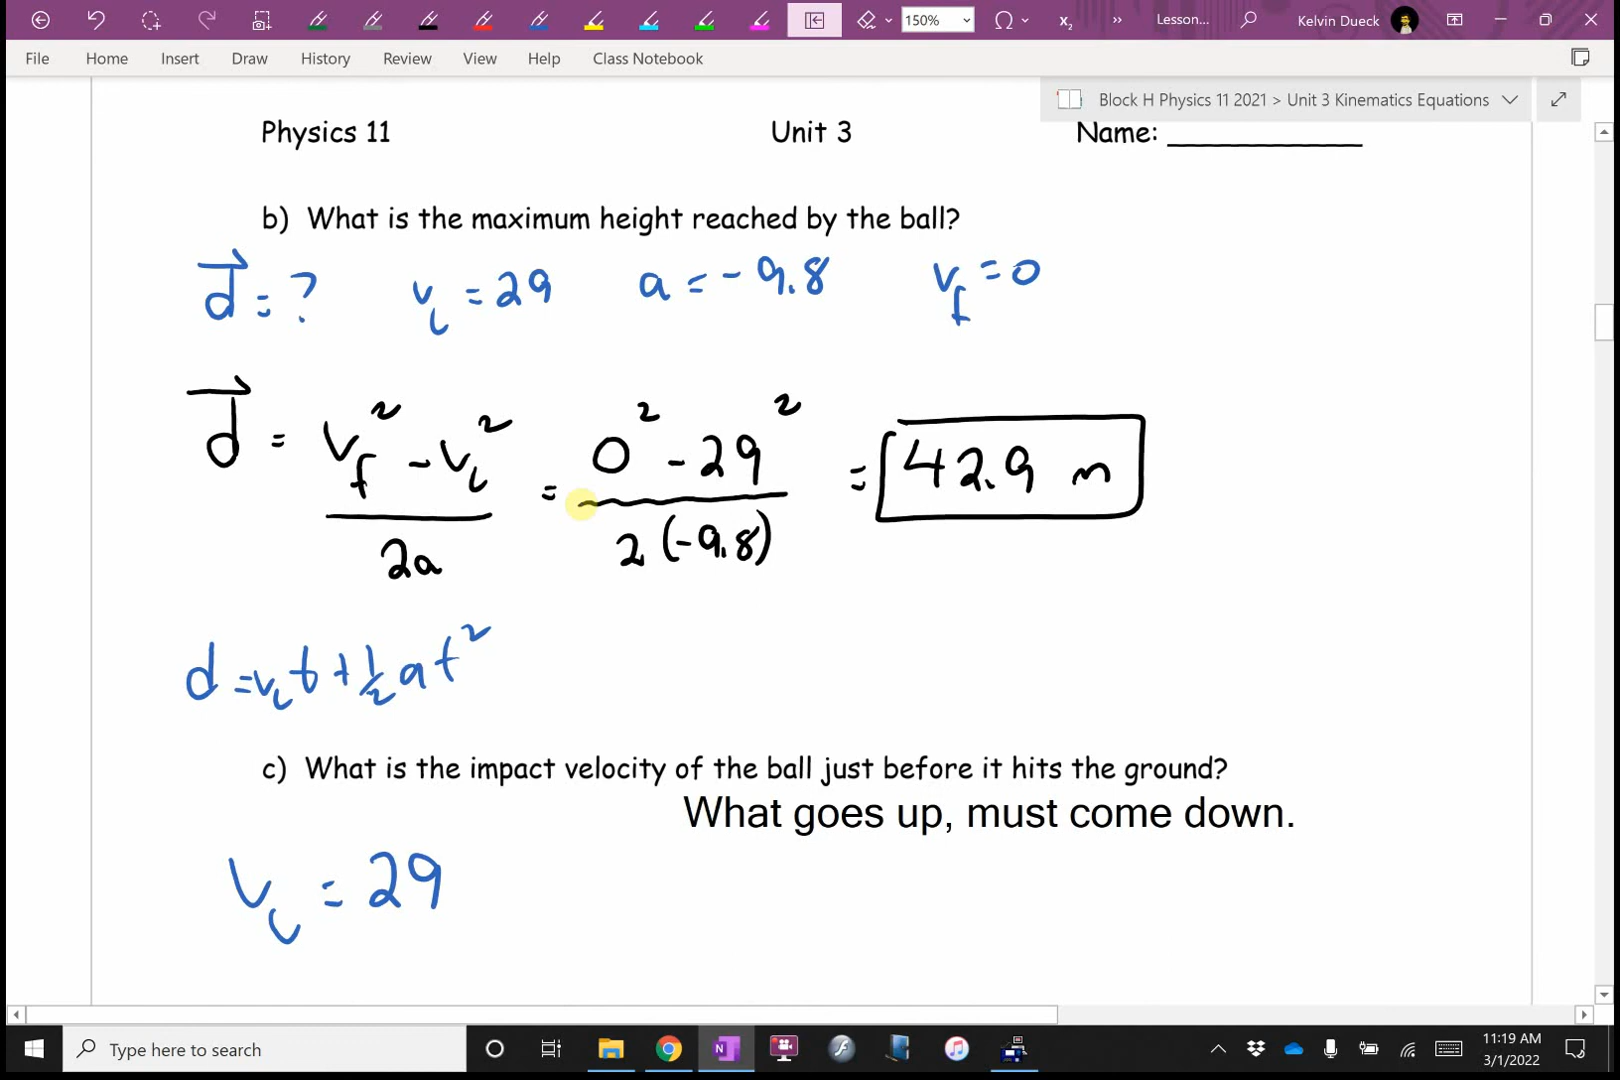 150%
x₂
Lesson...
Kelvin Dueck
File Home Insert Draw History Review View Help Class Notebook
Block H Physics 11 2021 > Unit 3 Kinematics Equations
Physics 11 Unit 3 Name: ____________
b) What is the maximum height reached by the ball?
d = ? vᵢ = 29 a = -9.8 v_f = 0
d = (v_f² - vᵢ²) / 2a = (0² - 29²) / 2(-9.8) = 42.9 m
d = vᵢt + ½at²
c) What is the impact velocity of the ball just before it hits the ground?
What goes up, must come down.
vᵢ = 29
Type here to search
11:19 AM
3/1/2022